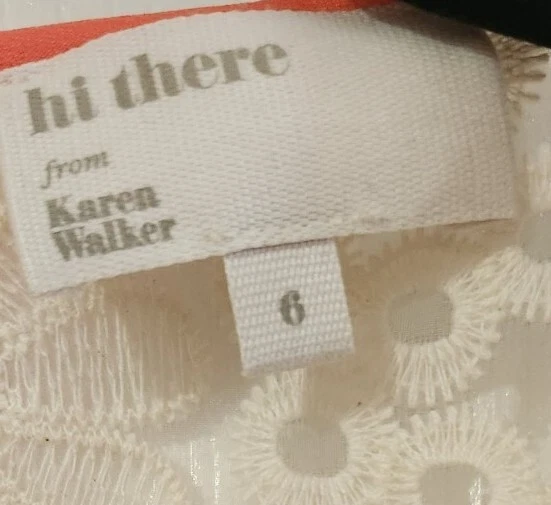 hi there
from
Karen
Walker
6